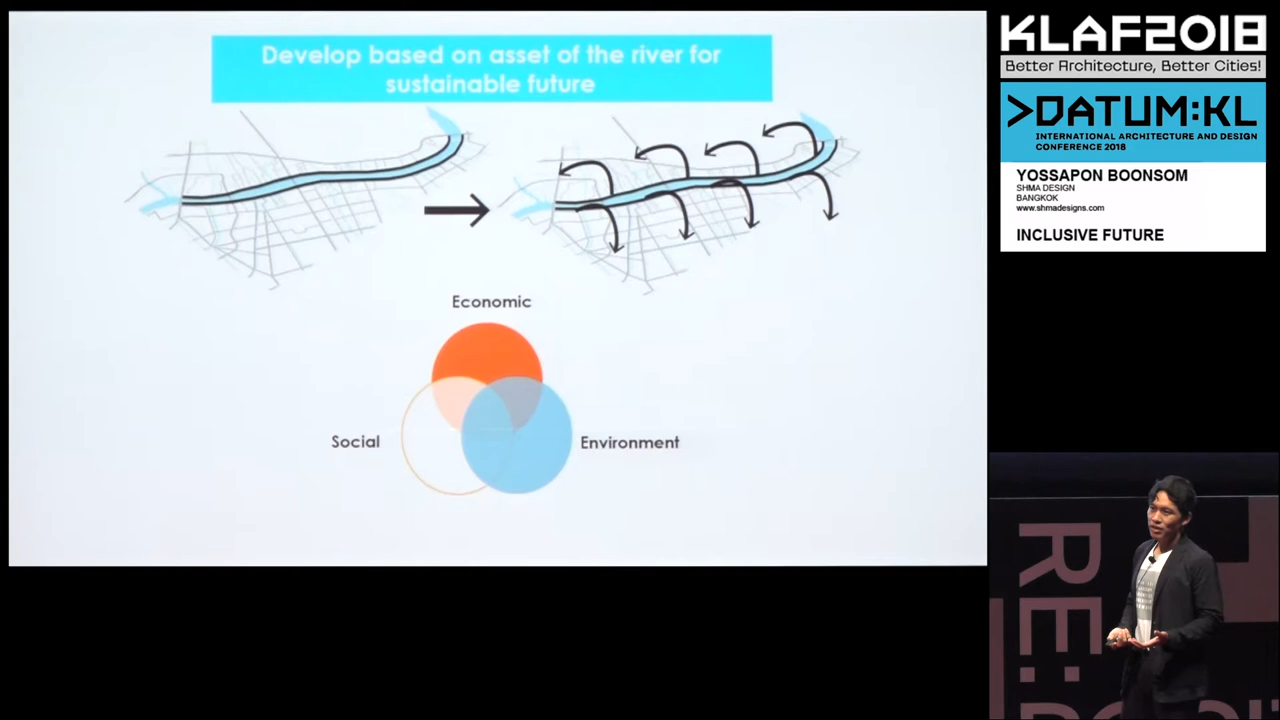 Develop based on asset of the river for
sustainable future
Economic
Social
Environment
KLAF2018
Better Architecture, Better Cities!
>DATUM:KL
INTERNATIONAL ARCHITECTURE AND DESIGN
CONFERENCE 2018
YOSSAPON BOONSOM
SHMA DESIGN
BANGKOK
www.shmadesigns.com
INCLUSIVE FUTURE
RE: